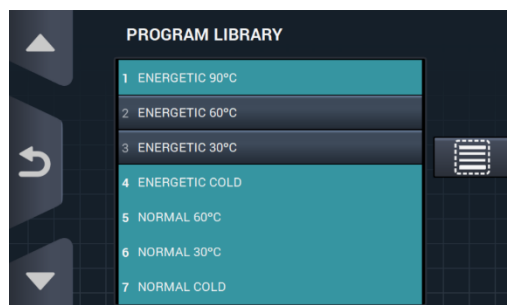 PROGRAM LIBRARY
1 ENERGETIC 90ºC
2 ENERGETIC 60ºC
3 ENERGETIC 30ºC
4 ENERGETIC COLD
5 NORMAL 60ºC
6 NORMAL 30ºC
7 NORMAL COLD